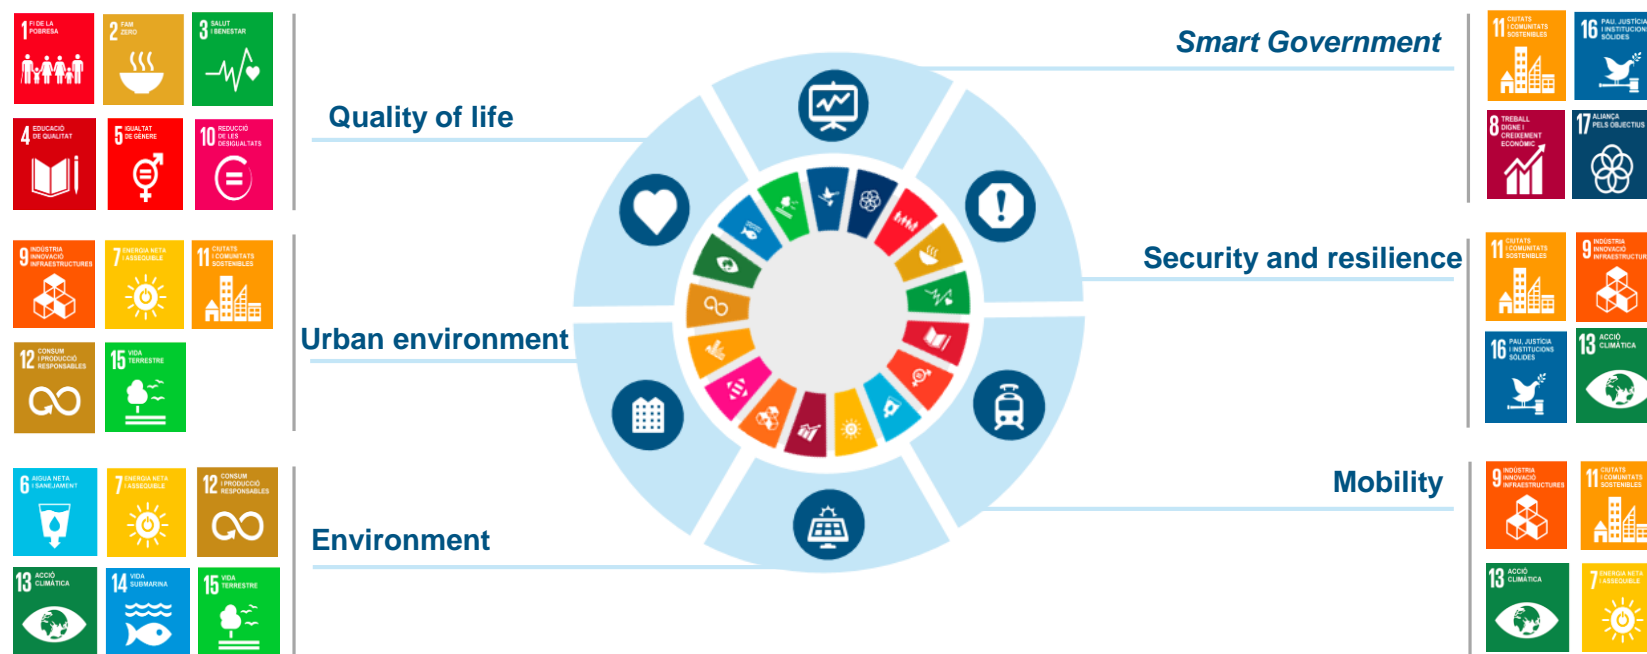 1 FI DE LA
POBRESA
2 FAM
ZERO
3 SALUT
I BENESTAR
4 EDUCACIÓ
DE QUALITAT
5 IGUALTAT
DE GÈNERE
10 REDUCCIÓ
DE LES
DESIGUALTATS
Quality of life
9 INDÚSTRIA
INNOVACIÓ
INFRAESTRUCTURES
7 ENERGIA NETA
I ASSEQUIBLE
11 CIUTATS
I COMUNITATS
SOSTENIBLES
12 CONSUM
I PRODUCCIÓ
RESPONSABLES
15 VIDA
TERRESTRE
Urban environment
6 AIGUA NETA
I SANEJAMENT
7 ENERGIA NETA
I ASSEQUIBLE
12 CONSUM
I PRODUCCIÓ
RESPONSABLES
13 ACCIÓ
CLIMÀTICA
14 VIDA
SUBMARINA
15 VIDA
TERRESTRE
Environment
Smart Government
11 CIUTATS
I COMUNITATS
SOSTENIBLES
16 PAU, JUSTÍCIA
I INSTITUCIONS
SÒLIDES
8 TREBALL
DIGNE I
CREIXEMENT
ECONÒMIC
17 ALIANÇA
PELS OBJECTIUS
Security and resilience
11 CIUTATS
I COMUNITATS
SOSTENIBLES
9 INDÚSTRIA
INNOVACIÓ
INFRAESTRUCTUR
16 PAU, JUSTÍCIA
I INSTITUCIONS
SÒLIDES
13 ACCIÓ
CLIMÀTICA
Mobility
9 INDÚSTRIA
INNOVACIÓ
INFRAESTRUCTURES
11 CIUTATS
I COMUNITATS
SOSTENIBLES
13 ACCIÓ
CLIMÀTICA
7 ENERGIA NETA
I ASSEQUIBLE